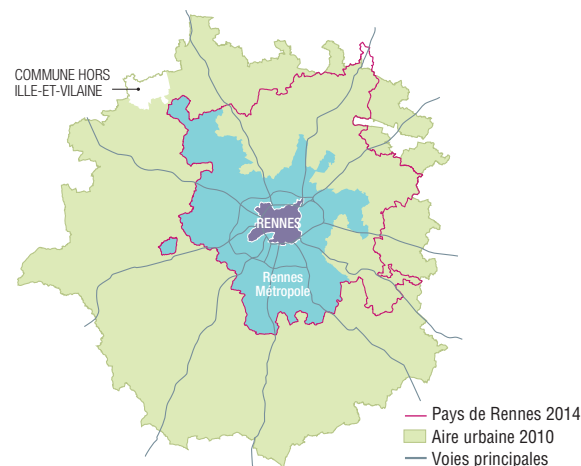 COMMUNE HORS
ILLE-ET-VILAINE
RENNES
Rennes
Métropole
Pays de Rennes 2014
Aire urbaine 2010
Voies principales